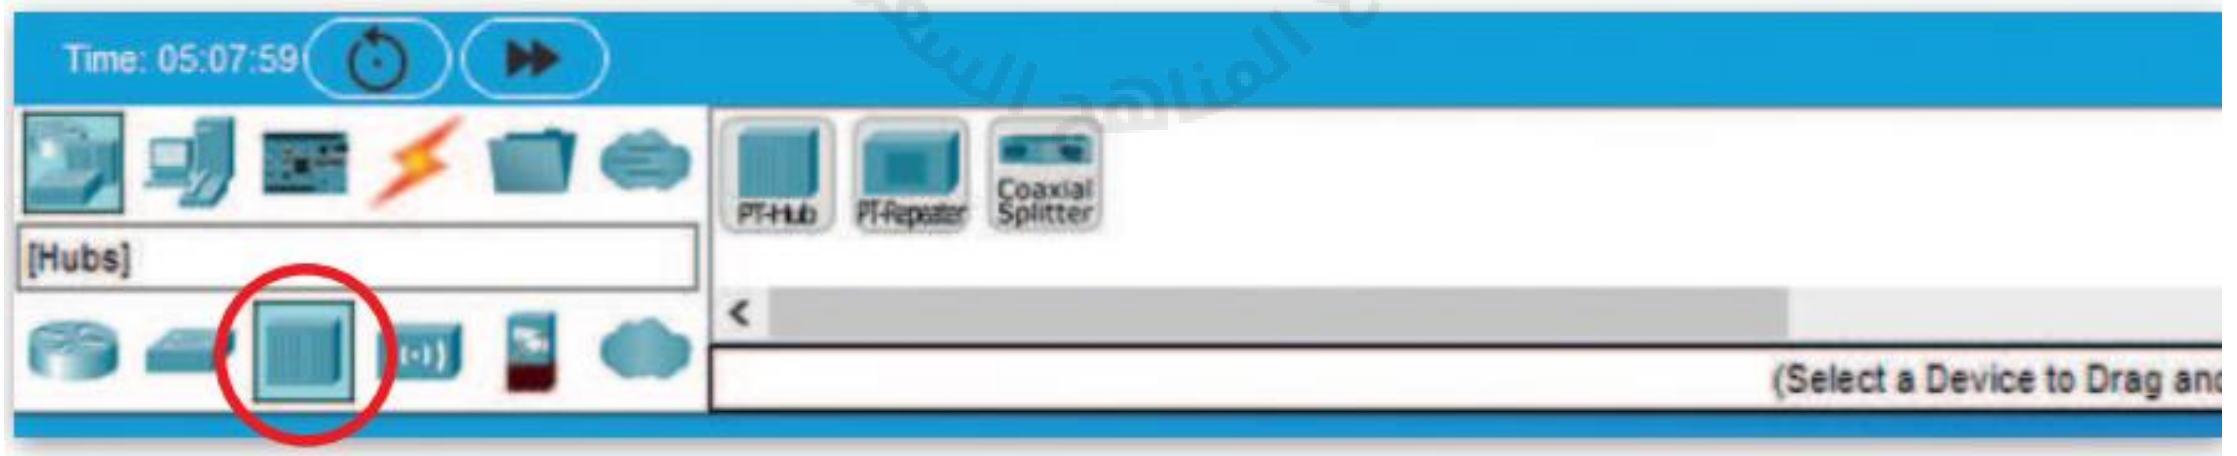 Time: 05:07:59
PT-Hub
PT-Repeater
Coaxial
Splitter
[Hubs]
(Select a Device to Drag and